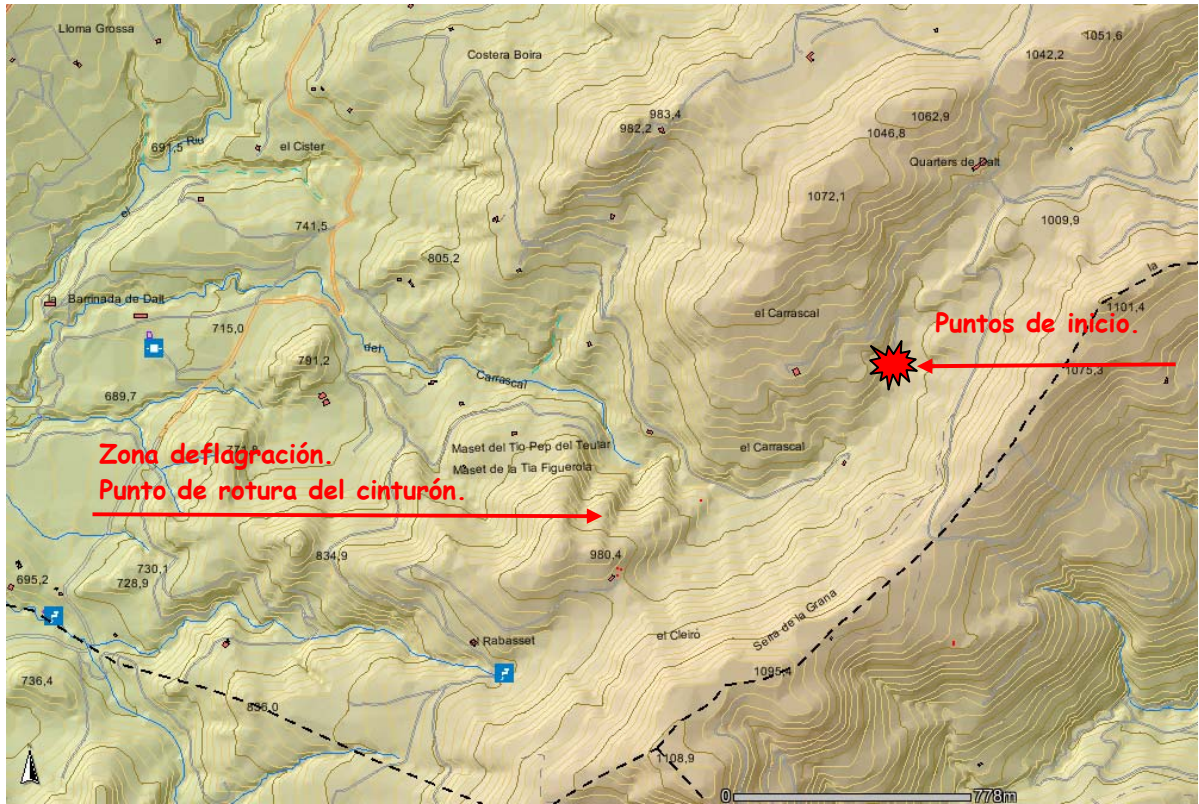 Lloma Grossa
Costera Boira
1051,6
1042,2
983,4
982,2
1062,9
1046,8
691,5
Riu
el Cister
Quarters de Dalt
1072,1
el
741,5
1009,9
805,2
la
la Barrinada de Dalt
1101,4
715,0
el Carrascal
Puntos de inicio.
791,2
del
1075,3
Carrascal
689,7
Maset del Tio Pep del Teular
el Carrascal
Zona deflagración.
Maset de la Tia Figuerola
Punto de rotura del cinturón.
834,9
980,4
730,1
695,2
728,9
Serra de la Grana
el Cleiró
el Rabasset
1095,4
736,4
836,0
1108,9
0
778m